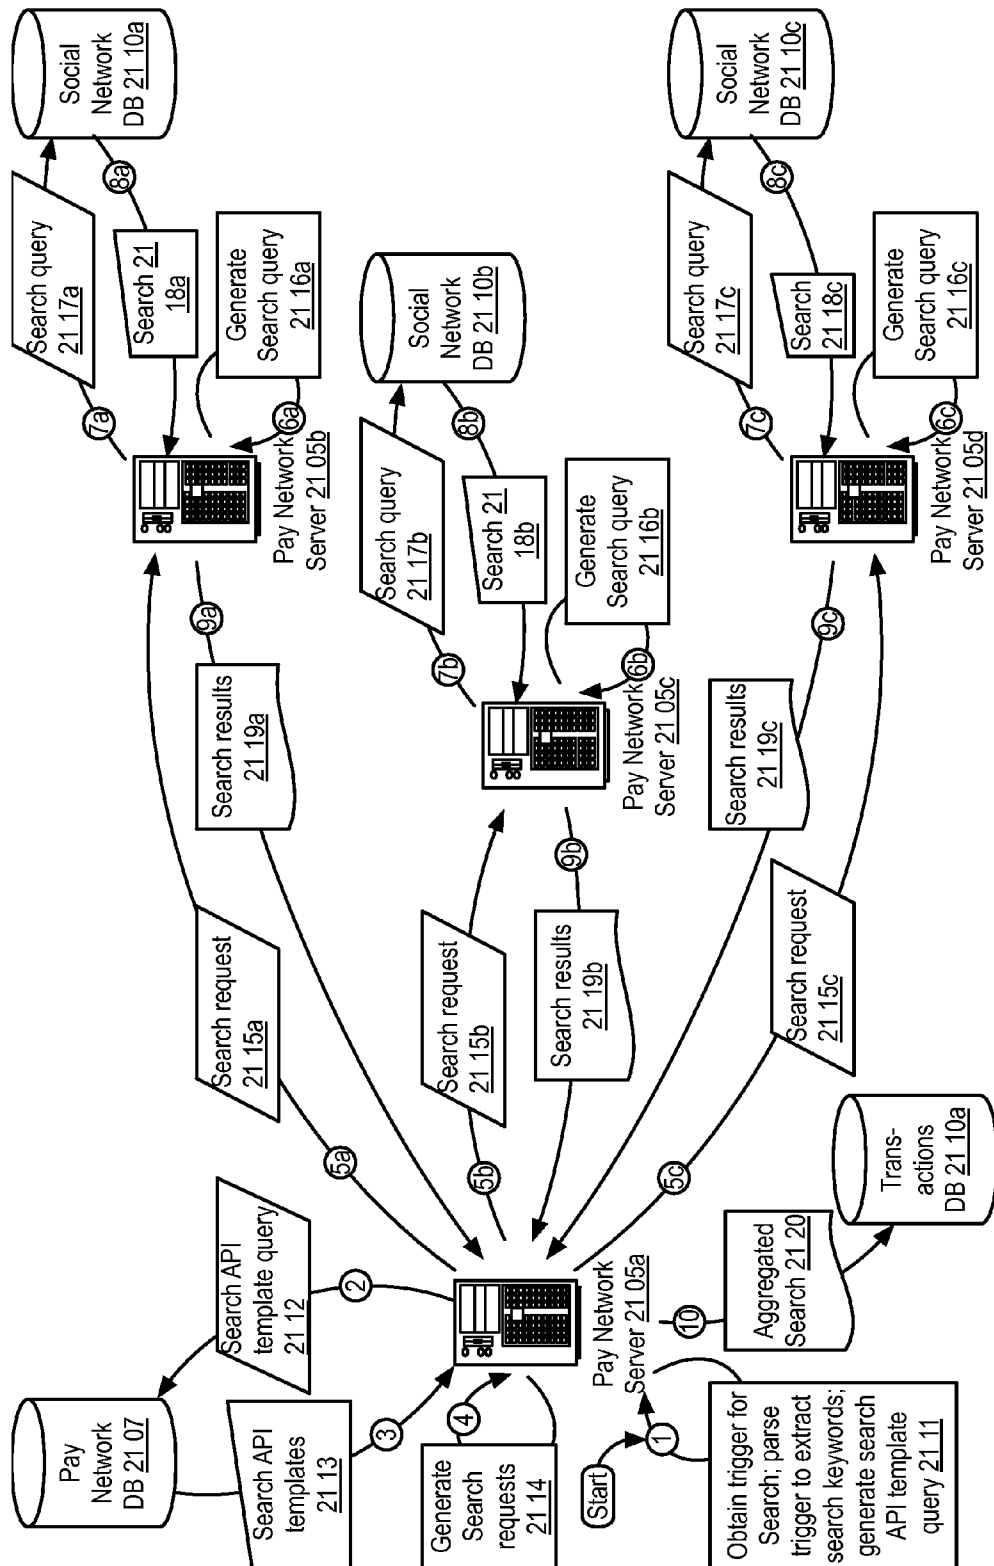 Pay
Network
DB 21 07
Search API
templates
21 13
Generate
Search
requests
21 14
Start
Obtain trigger for
Search; parse
trigger to extract
search keywords;
generate search
API template
query 21 11
1
2
3
4
Search API
template query
21 12
Pay Network
Server 21 05a
10
Aggregated
Search 21 20
Trans-
actions
DB 21 10a
5a
Search request
21 15a
5b
Search request
21 15b
5c
Search request
21 15c
Search results
21 19a
9a
Search results
21 19b
9b
Search results
21 19c
9c
Pay Network
Server 21 05b
6a
Generate
Search query
21 16a
7a
Search query
21 17a
8a
Search 21
18a
Social
Network
DB 21 10a
Pay Network
Server 21 05c
6b
Generate
Search query
21 16b
7b
Search query
21 17b
8b
Search 21
18b
Social
Network
DB 21 10b
Pay Network
Server 21 05d
6c
Generate
Search query
21 16c
7c
Search query
21 17c
8c
Search
21 18c
Social
Network
DB 21 10c